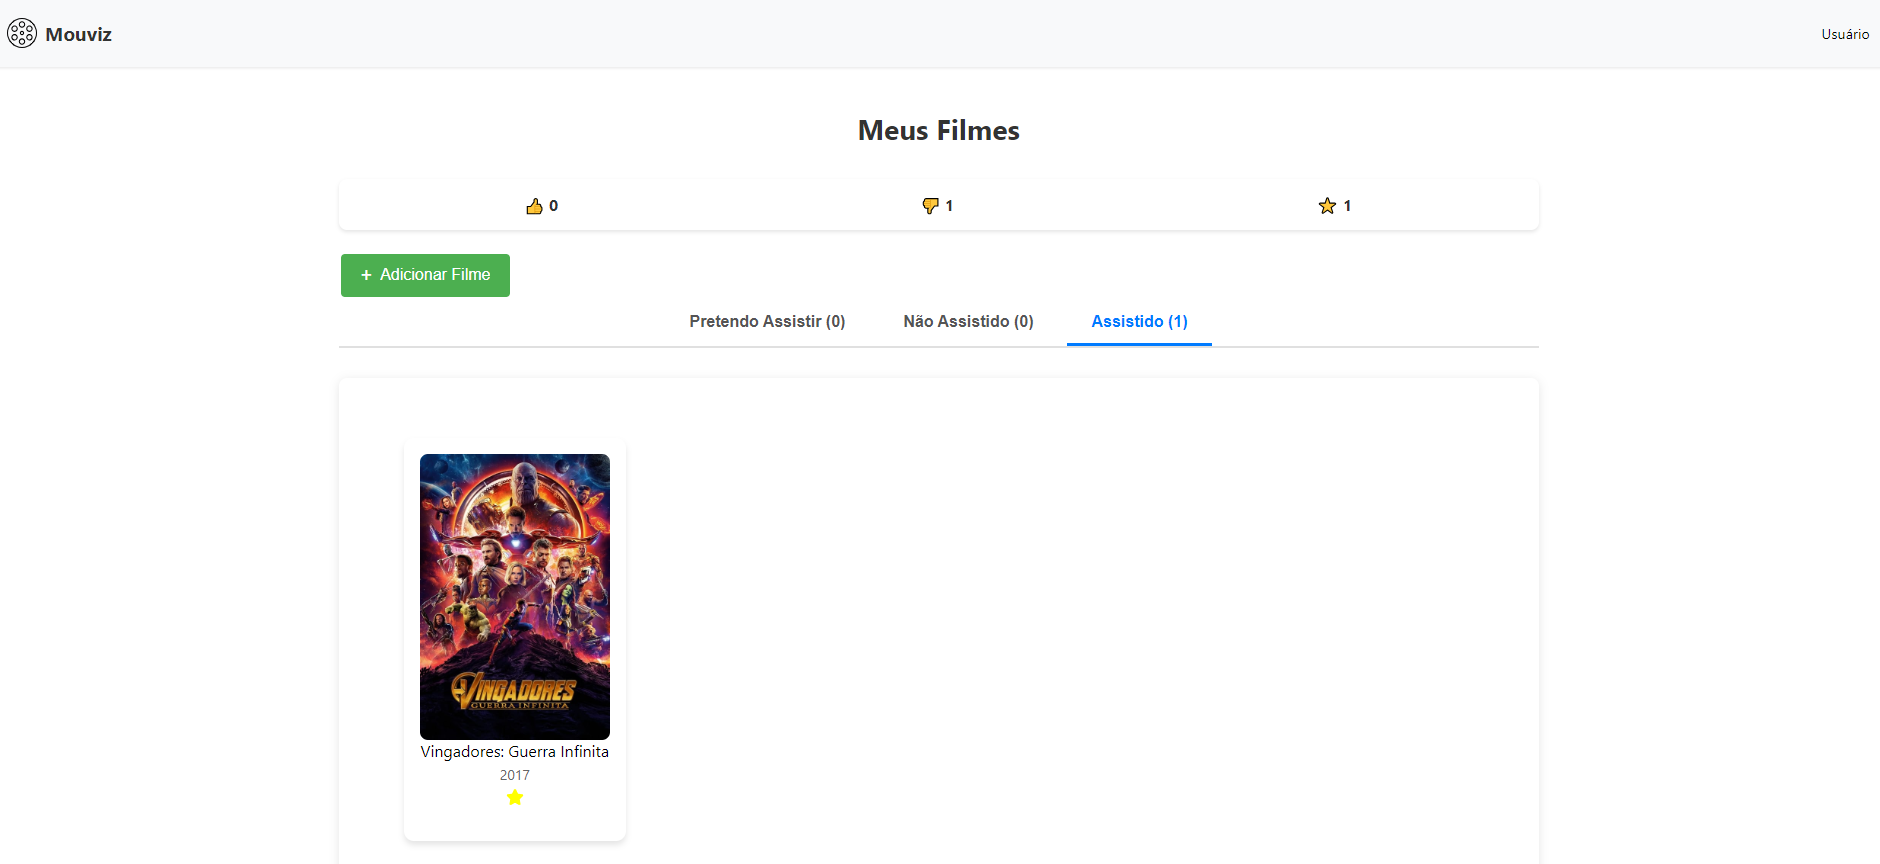 Mouviz
Usuário
Meus Filmes
0
1
1
+ Adicionar Filme
Pretendo Assistir (0)
Não Assistido (0)
Assistido (1)
VINGADORES
GUERRA INFINITA
Vingadores: Guerra Infinita
2017